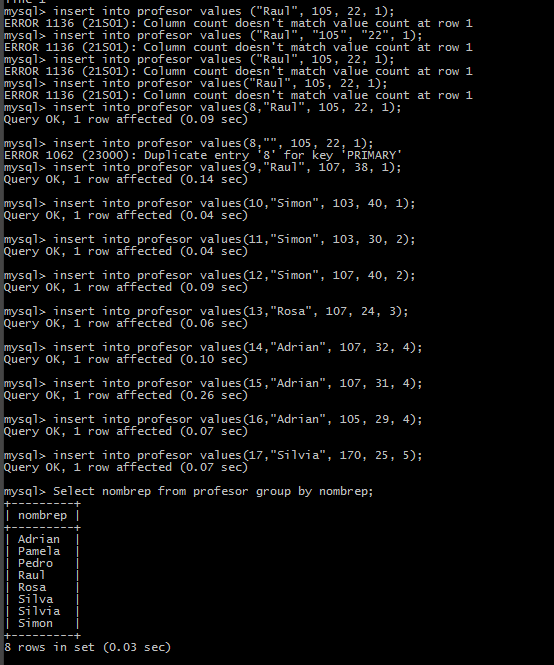 mysql> insert into profesor values ("Raul", 105, 22, 1);
ERROR 1136 (21S01): Column count doesn't match value count at row 1
mysql> insert into profesor values ("Raul", "105", "22", 1);
ERROR 1136 (21S01): Column count doesn't match value count at row 1
mysql> insert into profesor values ("Raul", 105, 22, 1);
ERROR 1136 (21S01): Column count doesn't match value count at row 1
mysql> insert into profesor values("Raul", 105, 22, 1);
ERROR 1136 (21S01): Column count doesn't match value count at row 1
mysql> insert into profesor values(8,"Raul", 105, 22, 1);
Query OK, 1 row affected (0.09 sec)
mysql> insert into profesor values(8,"", 105, 22, 1);
ERROR 1062 (23000): Duplicate entry '8' for key 'PRIMARY'
mysql> insert into profesor values(9,"Raul", 107, 38, 1);
Query OK, 1 row affected (0.14 sec)
mysql> insert into profesor values(10,"Simon", 103, 40, 1);
Query OK, 1 row affected (0.04 sec)
mysql> insert into profesor values(11,"Simon", 103, 30, 2);
Query OK, 1 row affected (0.04 sec)
mysql> insert into profesor values(12,"Simon", 107, 40, 2);
Query OK, 1 row affected (0.09 sec)
mysql> insert into profesor values(13,"Rosa", 107, 24, 3);
Query OK, 1 row affected (0.06 sec)
mysql> insert into profesor values(14,"Adrian", 107, 32, 4);
Query OK, 1 row affected (0.10 sec)
mysql> insert into profesor values(15,"Adrian", 107, 31, 4);
Query OK, 1 row affected (0.26 sec)
mysql> insert into profesor values(16,"Adrian", 105, 29, 4);
Query OK, 1 row affected (0.07 sec)
mysql> insert into profesor values(17,"Silvia", 170, 25, 5);
Query OK, 1 row affected (0.07 sec)
mysql> Select nombrep from profesor group by nombrep;
+---------+
| nombrep |
+---------+
| Adrian  |
| Pamela  |
| Pedro   |
| Raul    |
| Rosa    |
| Silva   |
| Silvia  |
| Simon   |
+---------+
8 rows in set (0.03 sec)